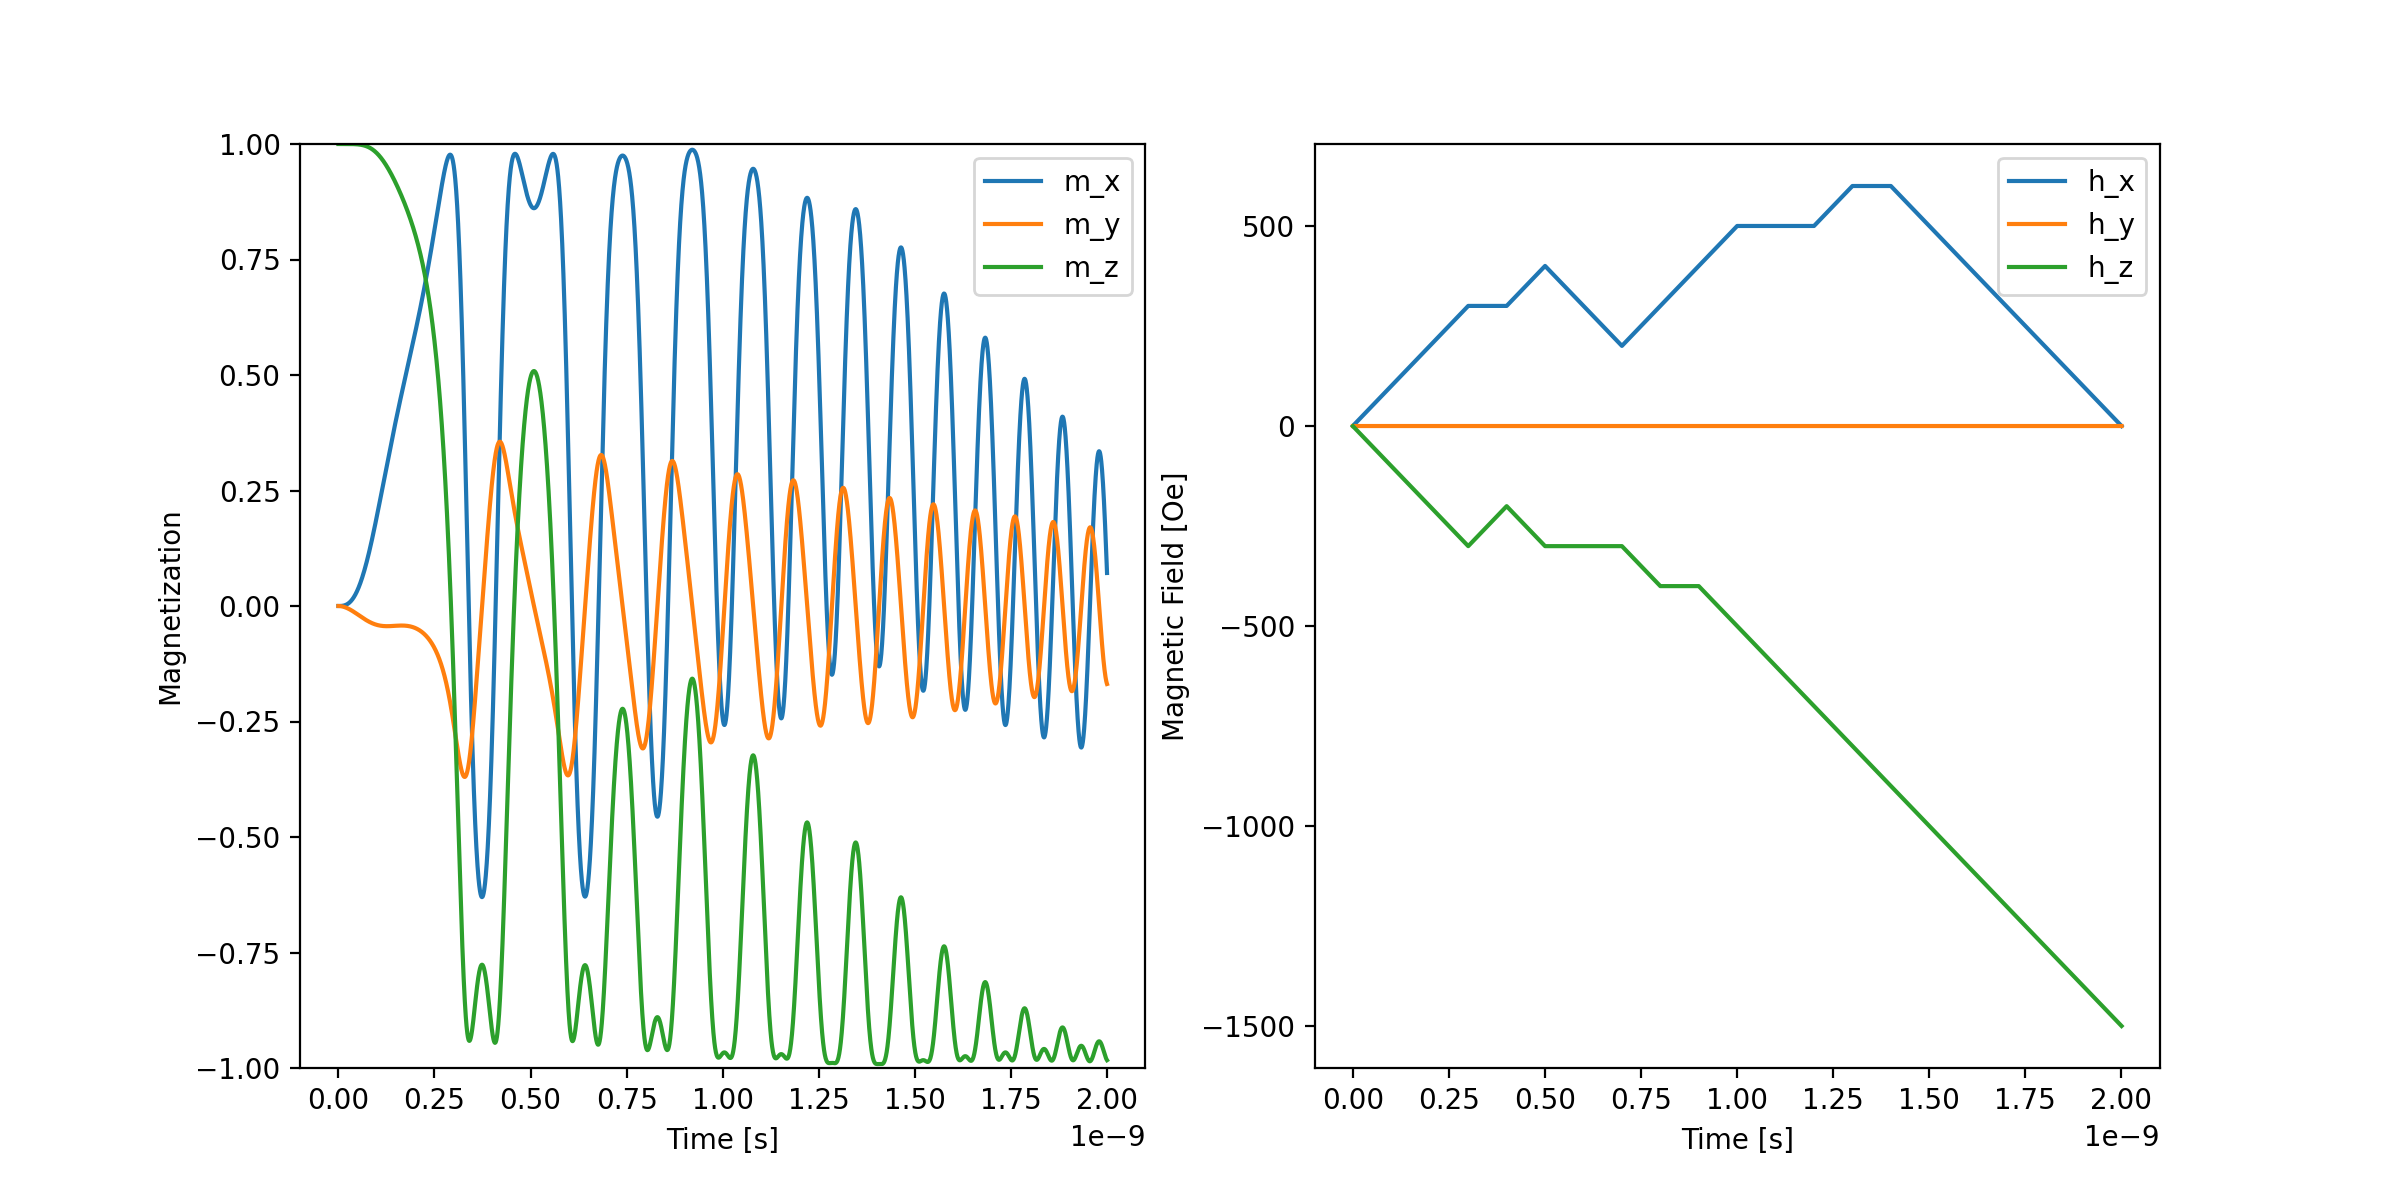 1.00
0.75
0.50
0.25
0.00
−0.25
−0.50
−0.75
−1.00
Magnetization
0.00 0.25 0.50 0.75 1.00 1.25 1.50 1.75 2.00
Time [s]
1e−9
m_x
m_y
m_z
500
0
−500
−1000
−1500
Magnetic Field [Oe]
0.00 0.25 0.50 0.75 1.00 1.25 1.50 1.75 2.00
Time [s]
1e−9
h_x
h_y
h_z